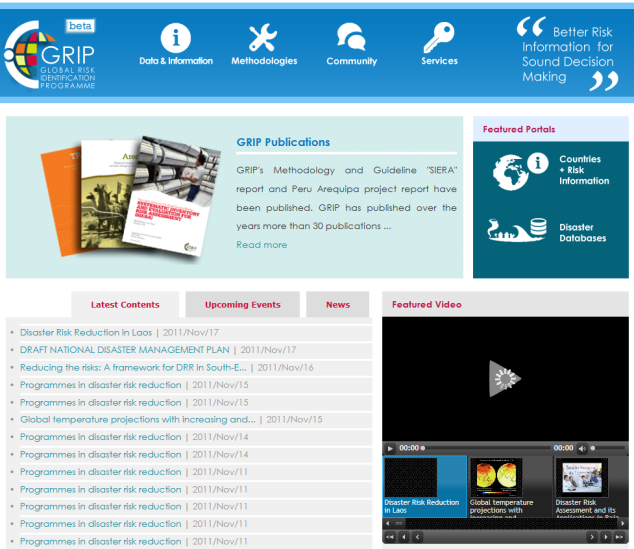 beta
GRIP
GLOBAL RISK
IDENTIFICATION
PROGRAMME
Data & Information
Methodologies
Community
Services
“ Better Risk
Information for
Sound Decision
Making ”
GRIP Publications
GRIP's Methodology and Guideline "SIERA"
report and Peru Arequipa project report have
been published. GRIP has published over the
years more than 30 publications ...
Read more
SYSTEMATIC INVENTORY
AND EVALUATION FOR
RISK ASSESSMENT
(SIERA)
Featured Portals
Countries
+ Risk
Information
Disaster
Databases
Latest Contents
Upcoming Events
News
Disaster Risk Reduction in Laos | 2011/Nov/17
DRAFT NATIONAL DISASTER MANAGEMENT PLAN | 2011/Nov/17
Reducing the risks: A framework for DRR in South-E... | 2011/Nov/16
Programmes in disaster risk reduction | 2011/Nov/15
Programmes in disaster risk reduction | 2011/Nov/15
Global temperature projections with increasing and... | 2011/Nov/15
Programmes in disaster risk reduction | 2011/Nov/14
Programmes in disaster risk reduction | 2011/Nov/14
Programmes in disaster risk reduction | 2011/Nov/11
Programmes in disaster risk reduction | 2011/Nov/11
Programmes in disaster risk reduction | 2011/Nov/11
Programmes in disaster risk reduction | 2011/Nov/11
Programmes in disaster risk reduction | 2011/Nov/11
Featured Video
00:00
00:00
Disaster Risk Reduction
in Laos
Global temperature
projections with
increasing and
Disaster Risk
Assessment and its
Applications in